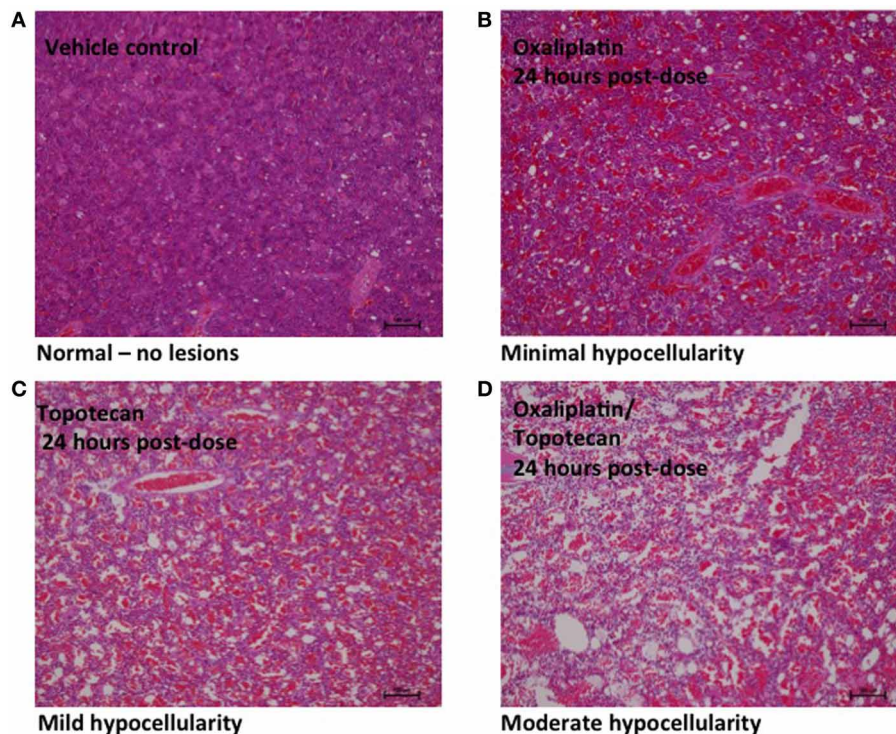 A
Vehicle control
Normal – no lesions
B
Oxaliplatin
24 hours post-dose
Minimal hypocellularity
C
Topotecan
24 hours post-dose
Mild hypocellularity
D
Oxaliplatin/
Topotecan
24 hours post-dose
Moderate hypocellularity